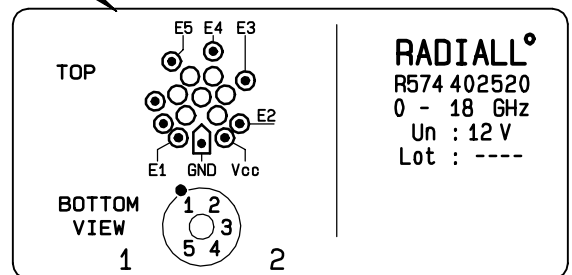 E5 E4 E3
TOP
E2
E1 GND Vcc
BOTTOM
VIEW
1 2
3
5 4
1 2
RADIALL°
R574 402520
0 - 18 GHz
Un : 12 V
Lot : ----